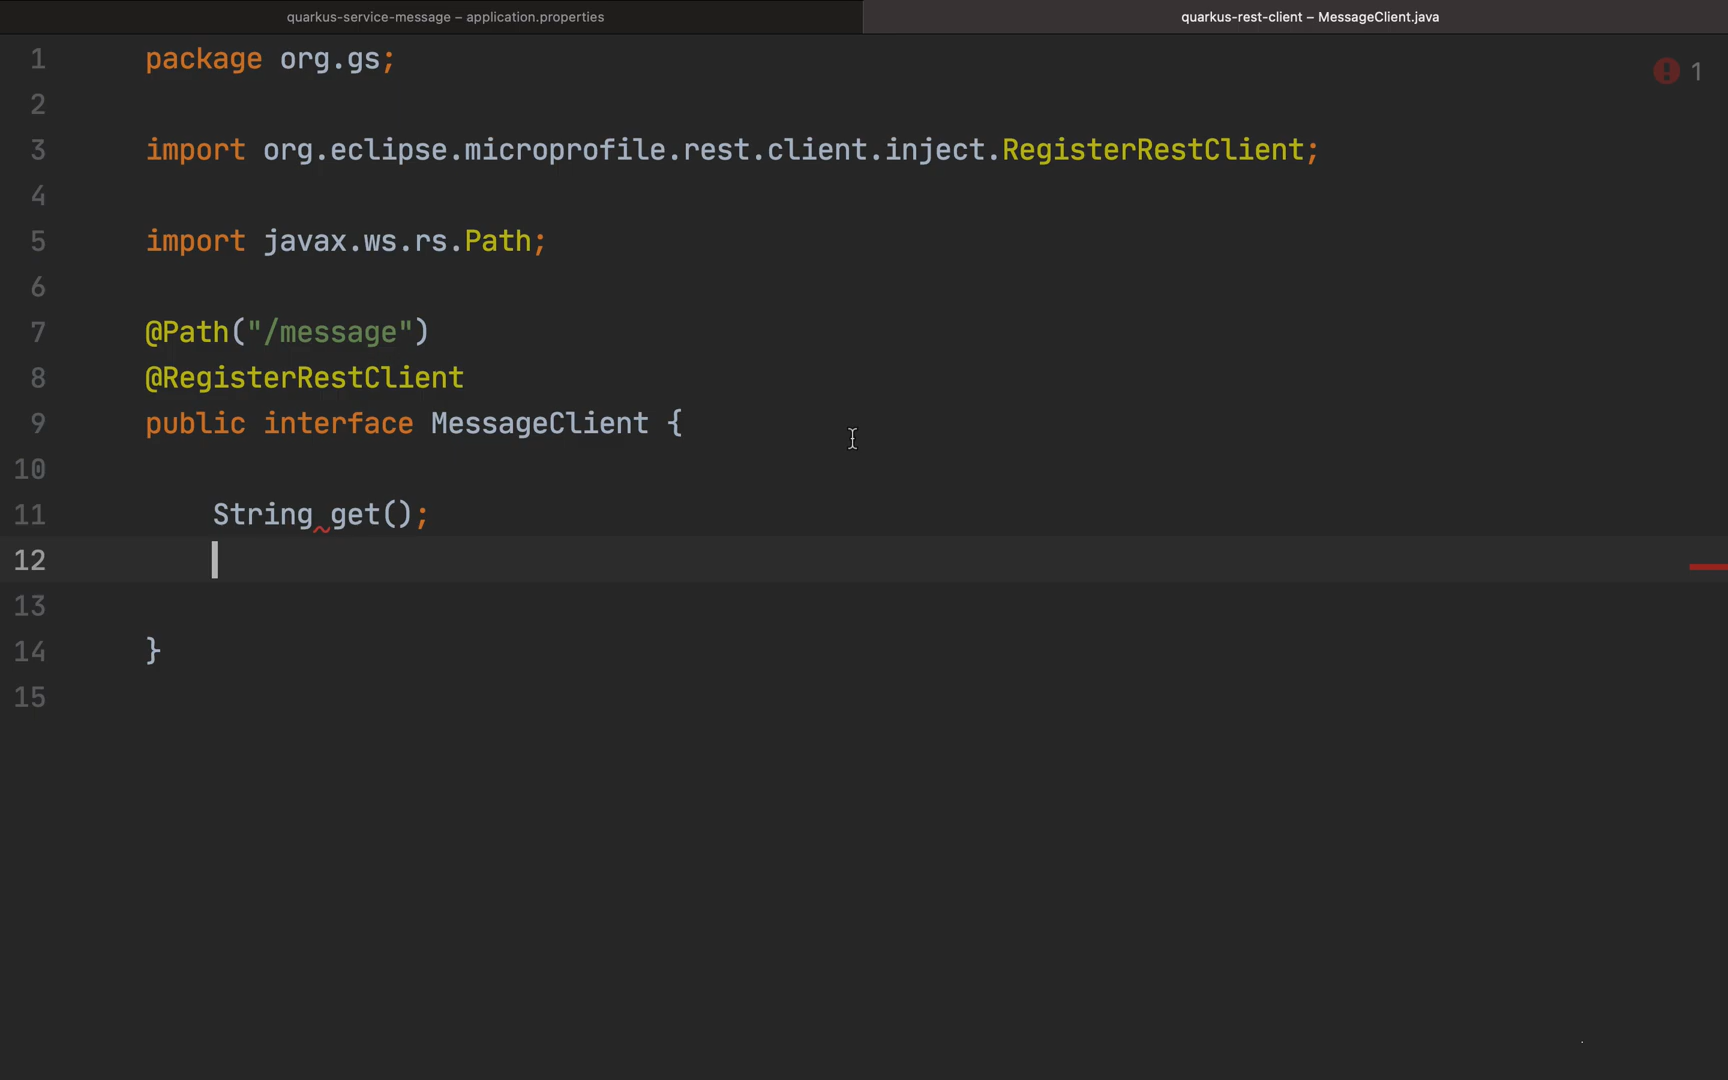 quarkus-service-message – application.properties
quarkus-rest-client – MessageClient.java
1 package org.gs;
1
2
3 import org.eclipse.microprofile.rest.client.inject.RegisterRestClient;
4
5 import javax.ws.rs.Path;
6
7 @Path("/message")
8 @RegisterRestClient
9 public interface MessageClient {
10
11 String get();
12
13
14 }
15